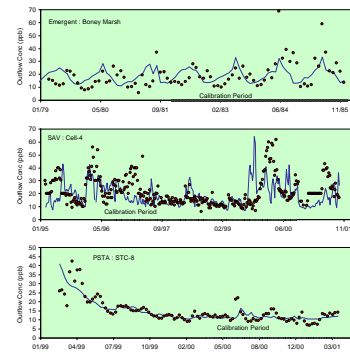 70
60
50
40
30
20
10
0
Outflow Conc (ppb)
Emergent : Boney Marsh
Calibration Period
01/79 05/80 09/81 02/83 06/84 11/85
70
60
50
40
30
20
10
0
Outflow Conc (ppb)
SAV : Cell-4
Calibration Period
01/95 05/96 09/97 02/99 06/00 11/01
50
45
40
35
30
25
20
15
10
5
0
Outflow Conc (ppb)
PSTA : STC-8
Calibration Period
01/99 04/99 07/99 10/99 02/00 05/00 08/00 12/00 03/01